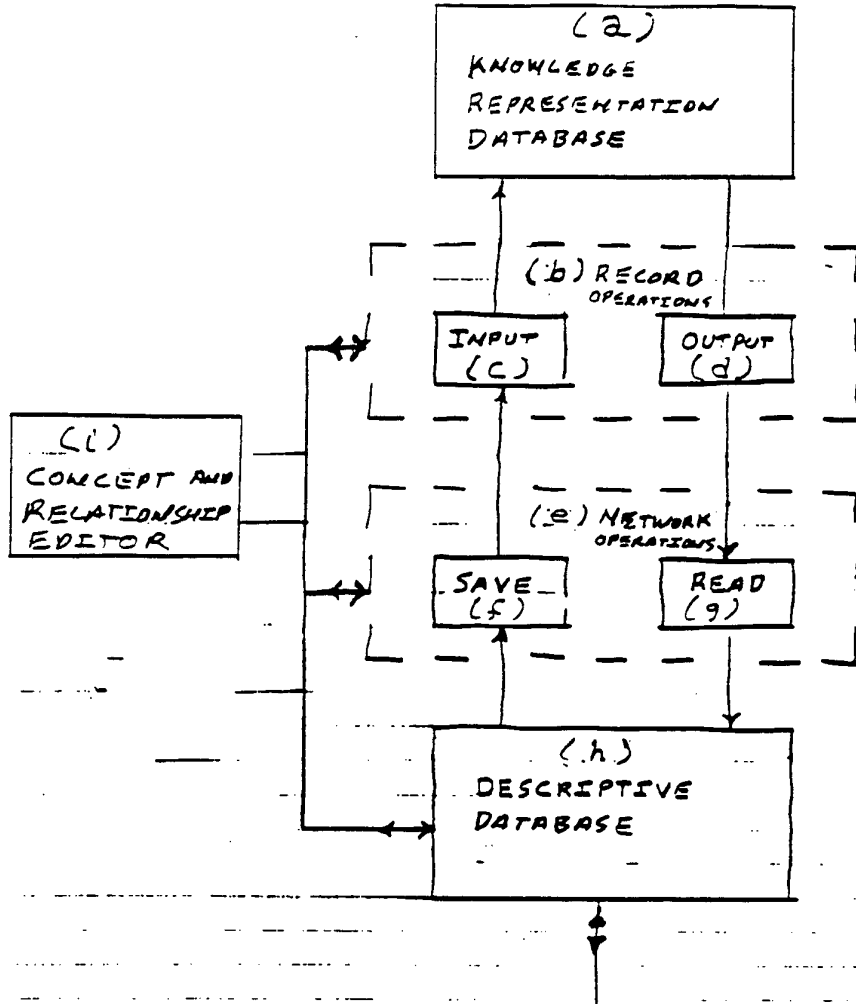 (a)
KNOWLEDGE
REPRESENTATION
DATABASE
(b) RECORD
OPERATIONS
INPUT
(c)
OUTPUT
(d)
(i)
CONCEPT AND
RELATIONSHIP
EDITOR
(e) NETWORK
OPERATIONS
SAVE
(f)
READ
(g)
(h)
DESCRIPTIVE
DATABASE